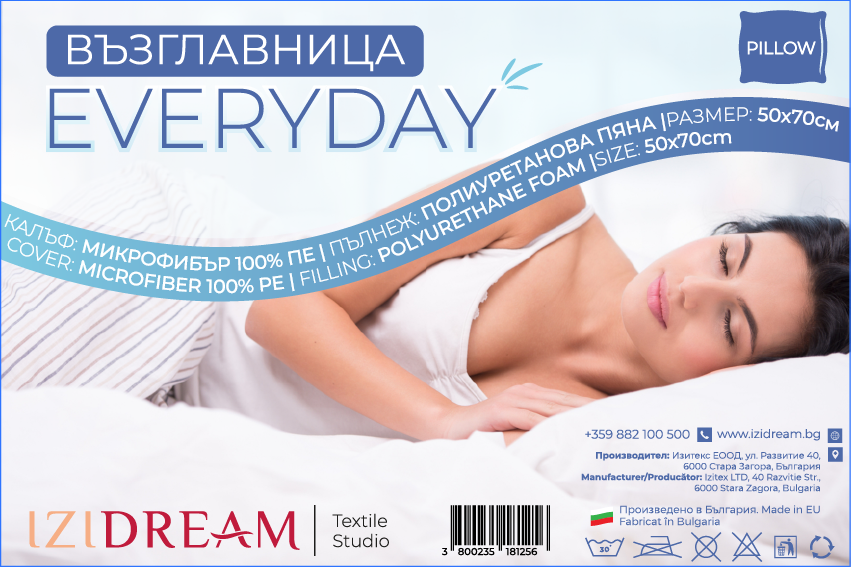 ВЪЗГЛАВНИЦА
EVERYDAY
PILLOW
КАЛЪФ: МИКРОФИБЪР 100% ПЕ | ПЪЛНЕЖ: ПОЛИУРЕТАНОВА ПЯНА |РАЗМЕР: 50x70см
COVER: MICROFIBER 100% PE | FILLING: POLYURETHANE FOAM |SIZE: 50x70cm
+359 882 100 500 www.izidream.bg
Производител: Изитекс ЕООД, ул. Развитие 40,
6000 Стара Загора, България
Manufacturer/Producător: Izitex LTD, 40 Razvitie Str.,
6000 Stara Zagora, Bulgaria
Произведено в България. Made in EU
Fabricat în Bulgaria
30°
IZIDREAM
Textile
Studio
3 800235 181256